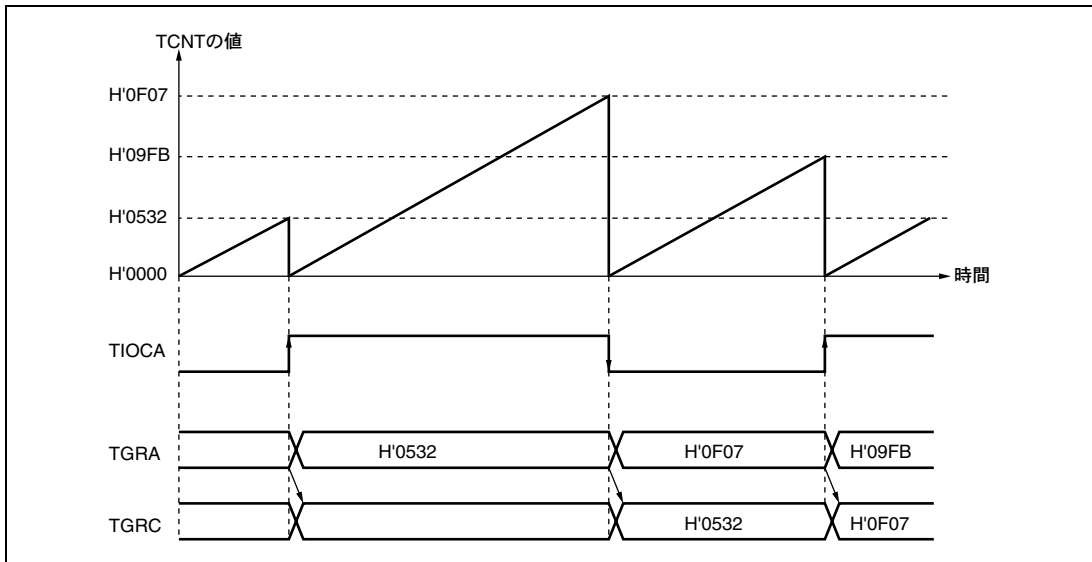 TCNTの値
H'0F07
H'09FB
H'0532
H'0000
時間
TIOCA
TGRA
H'0532
H'0F07
H'09FB
TGRC
H'0532
H'0F07